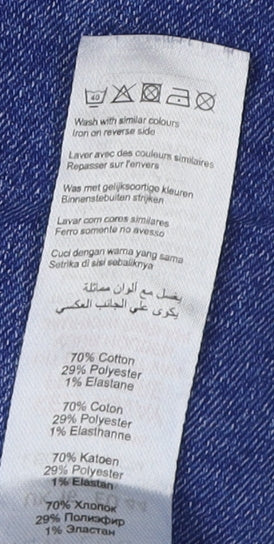 40
Wash with similar colours
Iron on reverse side
Laver avec des couleurs similaires
Repasser sur l'envers
Was met gelijksoortige kleuren
Binnenstebuiten strijken
Lavar com cores similares
Ferro somente no avesso
Cuci dengan warna yang sama
Setrika di sisi sebaliknya
يغسل مع ألوان مماثلة
يكوى على الجانب العكسي
70% Cotton
29% Polyester
1% Elastane
70% Coton
29% Polyester
1% Elasthanne
70% Katoen
29% Polyester
1% Elastan
70% Хлопок
29% Полиэфир
1% Эластан